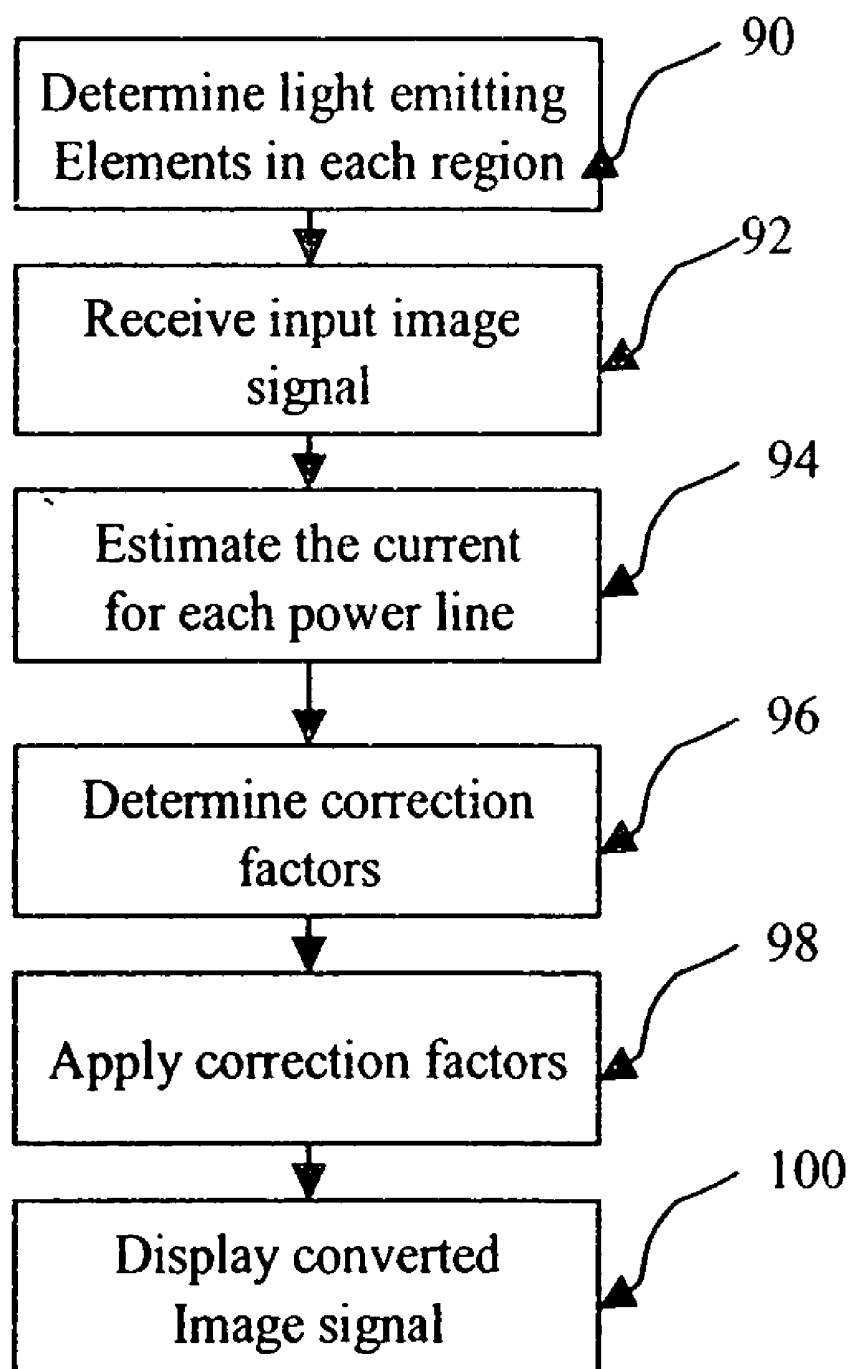 90
Determine light emitting
Elements in each region
92
Receive input image
signal
94
Estimate the current
for each power line
96
Determine correction
factors
98
Apply correction factors
100
Display converted
Image signal